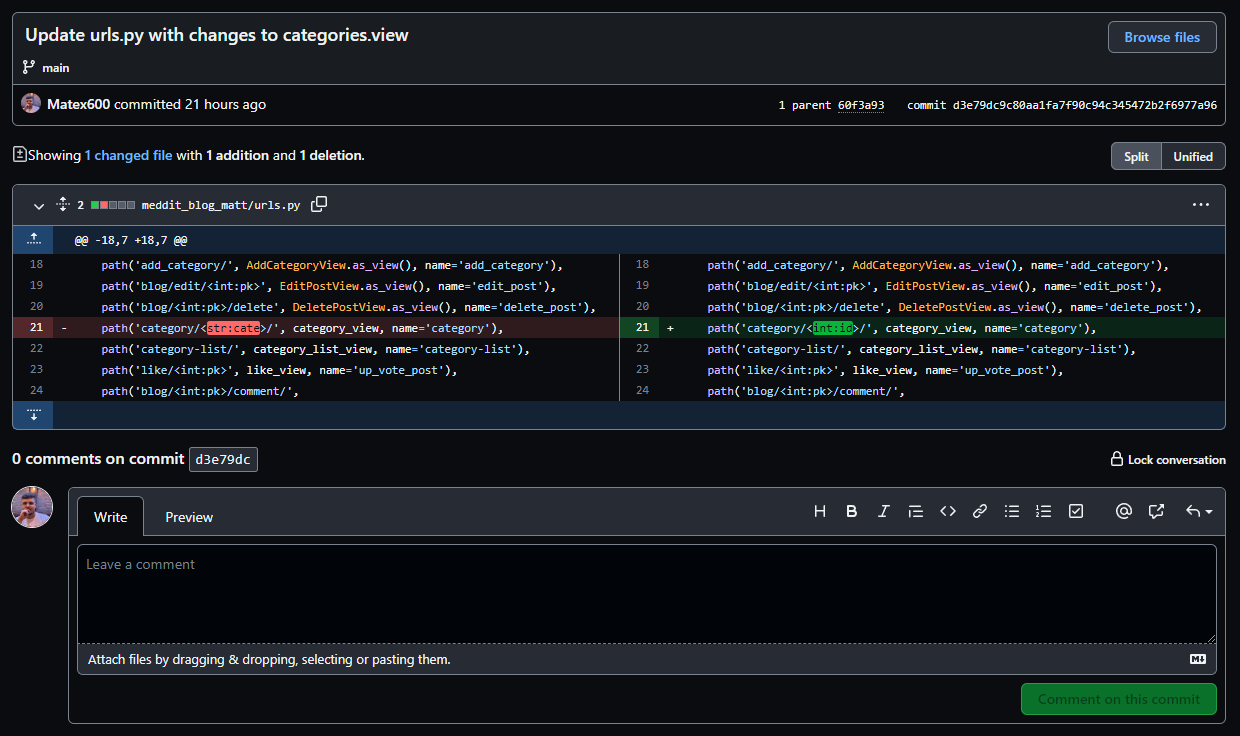 Update urls.py with changes to categories.view
Browse files
main
Matex600 committed 21 hours ago
1 parent 60f3a93 commit d3e79dc9c80aa1fa7f90c94c345472b2f6977a96
Showing 1 changed file with 1 addition and 1 deletion.
Split Unified
2 meddit_blog_matt/urls.py
@@ -18,7 +18,7 @@
18 path('add_category/', AddCategoryView.as_view(), name='add_category'),
19 path('blog/edit/<int:pk>', EditPostView.as_view(), name='edit_post'),
20 path('blog/<int:pk>/delete', DeletePostView.as_view(), name='delete_post'),
21 - path('category/<str:cate>/', category_view, name='category'),
22 path('category-list/', category_list_view, name='category-list'),
23 path('like/<int:pk>', like_view, name='up_vote_post'),
24 path('blog/<int:pk>/comment/',
18 path('add_category/', AddCategoryView.as_view(), name='add_category'),
19 path('blog/edit/<int:pk>', EditPostView.as_view(), name='edit_post'),
20 path('blog/<int:pk>/delete', DeletePostView.as_view(), name='delete_post'),
21 + path('category/<int:id>/', category_view, name='category'),
22 path('category-list/', category_list_view, name='category-list'),
23 path('like/<int:pk>', like_view, name='up_vote_post'),
24 path('blog/<int:pk>/comment/',
0 comments on commit d3e79dc
Lock conversation
Write Preview
Leave a comment
Attach files by dragging & dropping, selecting or pasting them.
Comment on this commit